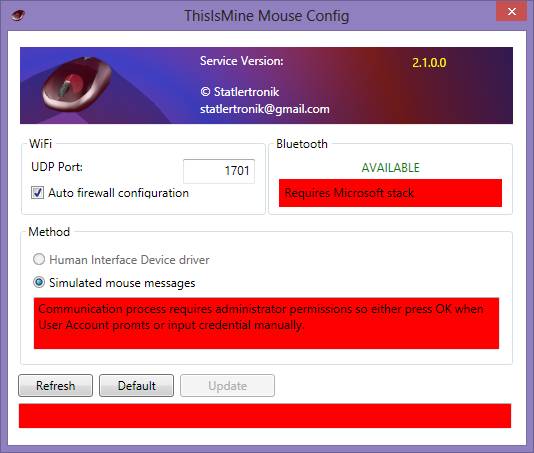 ThisIsMine Mouse Config
Service Version: 2.1.0.0
© Statlertronik
statlertronik@gmail.com
WiFi
UDP Port: 1701
Auto firewall configuration
Bluetooth
AVAILABLE
Requires Microsoft stack
Method
Human Interface Device driver
Simulated mouse messages
Communication process requires administrator permissions so either press OK when
User Account promts or input credential manually.
Refresh Default Update